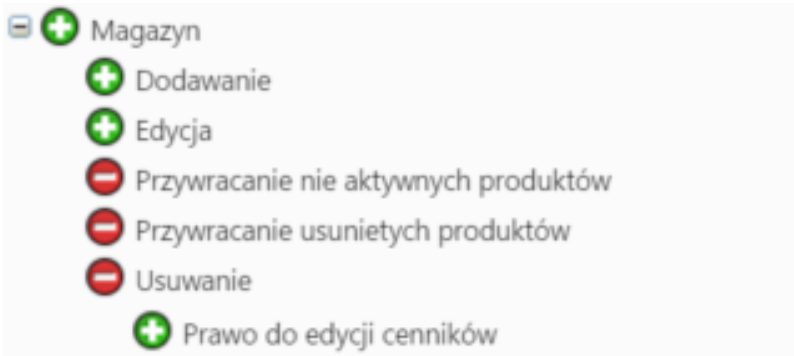 Magazyn
Dodawanie
Edycja
Przywracanie nie aktywnych produktów
Przywracanie usunietych produktów
Usuwanie
Prawo do edycji cenników